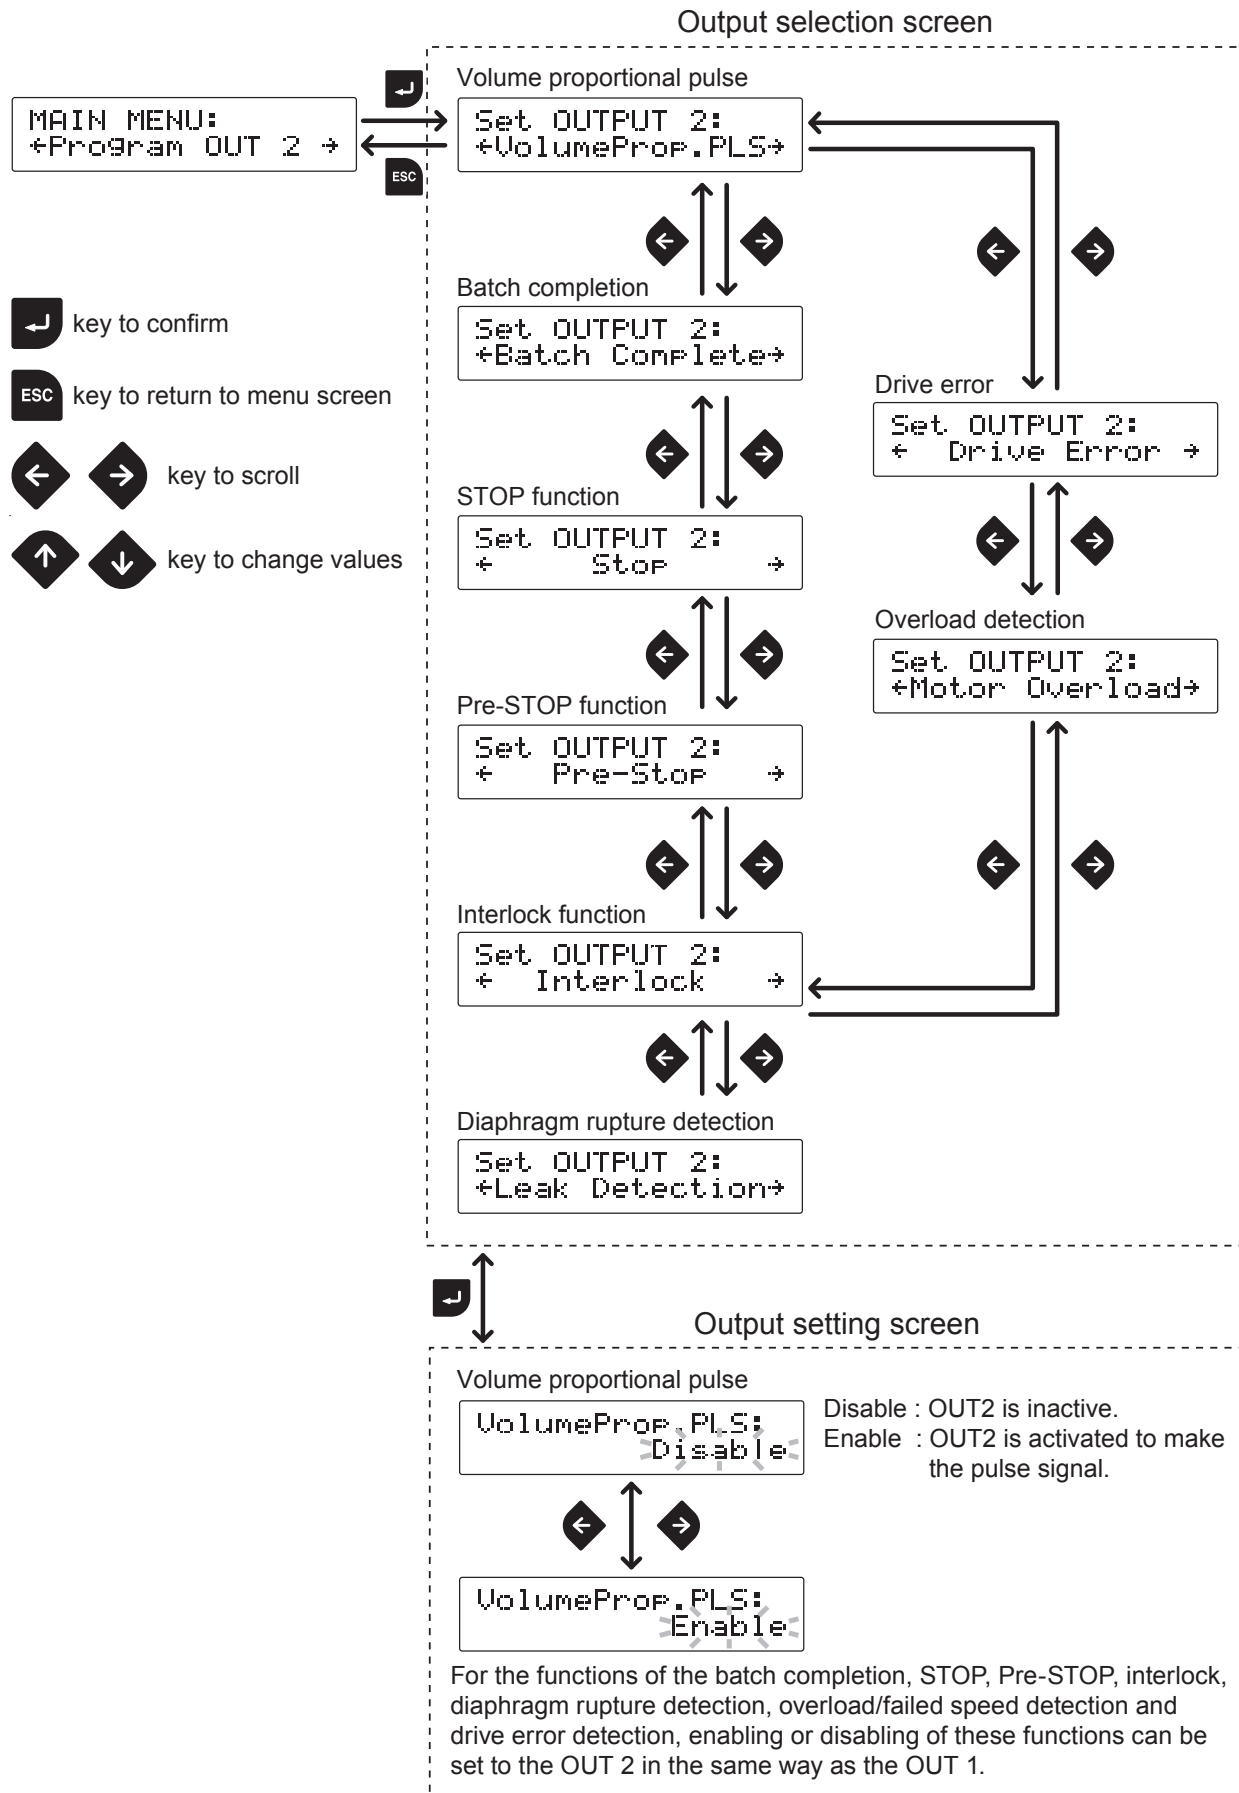 Output selection screen
Volume proportional pulse
MAIN MENU:
←Program OUT 2 →
ESC
Set OUTPUT 2:
←VolumeProp.PLS→
Batch completion
Set OUTPUT 2:
←Batch Complete→
key to confirm
ESC key to return to menu screen
key to scroll
key to change values
STOP function
Set OUTPUT 2:
← Stop →
Pre-STOP function
Set OUTPUT 2:
← Pre-Stop →
Interlock function
Set OUTPUT 2:
← Interlock →
Diaphragm rupture detection
Set OUTPUT 2:
←Leak Detection→
Drive error
Set OUTPUT 2:
← Drive Error →
Overload detection
Set OUTPUT 2:
←Motor Overload→
Output setting screen
Volume proportional pulse
VolumeProp.PLS:
Disable
Disable : OUT2 is inactive.
Enable : OUT2 is activated to make
the pulse signal.
VolumeProp.PLS:
Enable
For the functions of the batch completion, STOP, Pre-STOP, interlock,
diaphragm rupture detection, overload/failed speed detection and
drive error detection, enabling or disabling of these functions can be
set to the OUT 2 in the same way as the OUT 1.